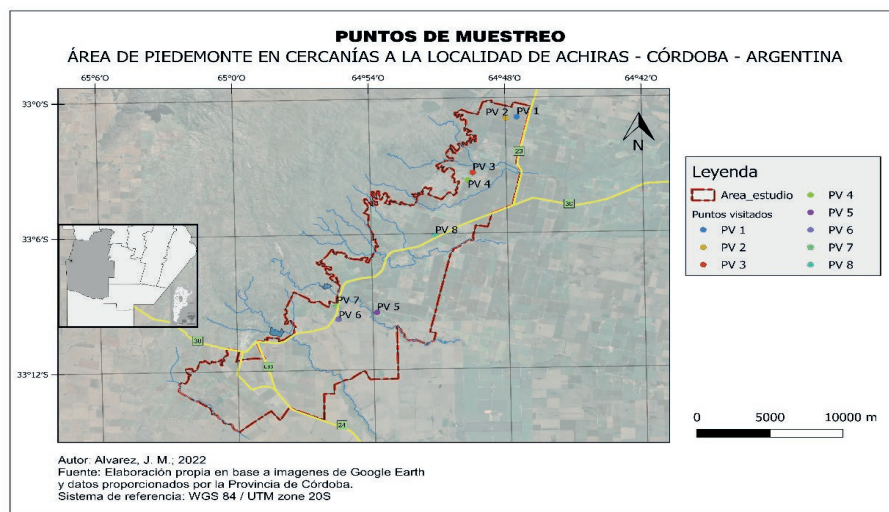 PUNTOS DE MUESTREO
ÁREA DE PIEDEMONTE EN CERCANÍAS A LA LOCALIDAD DE ACHIRAS - CÓRDOBA - ARGENTINA
65°6'O 65°0'O 64°54'O 64°48'O 64°42'O
33°0'S
33°6'S
33°12'S
PV 2 PV 1
PV 3
PV 4
PV 8
PV 7
PV 5
PV 6
23
30
30
24
N
Leyenda
Area_estudio
Puntos visitados
PV 1
PV 2
PV 3
PV 4
PV 5
PV 6
PV 7
PV 8
0 5000 10000 m
Autor: Alvarez, J. M.; 2022
Fuente: Elaboración propia en base a imagenes de Google Earth
y datos proporcionados por la Provincia de Córdoba.
Sistema de referencia: WGS 84 / UTM zone 20S